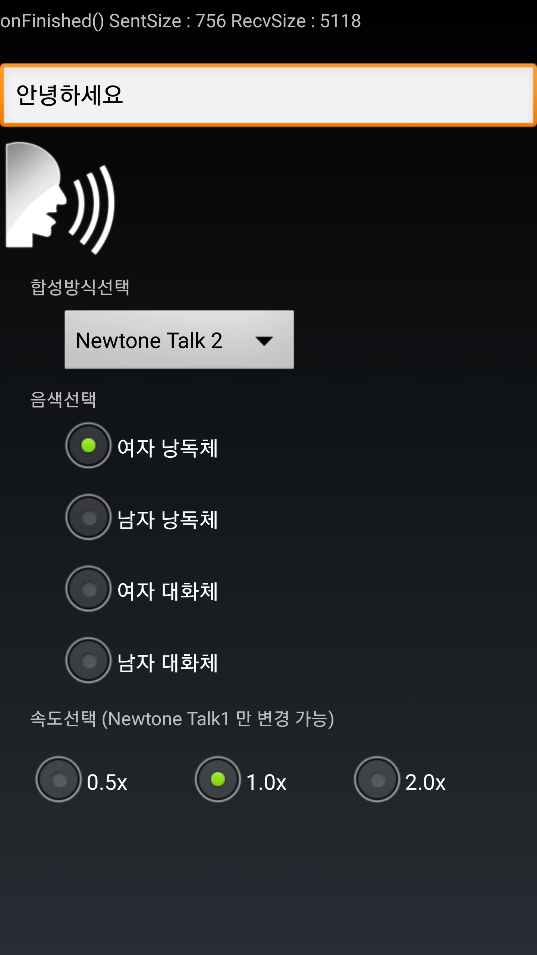 onFinished() SentSize : 756 RecvSize : 5118
안녕하세요
합성방식선택
Newtone Talk 2
음색선택
여자 낭독체
남자 낭독체
여자 대화체
남자 대화체
속도선택 (Newtone Talk1 만 변경 가능)
0.5x 1.0x 2.0x